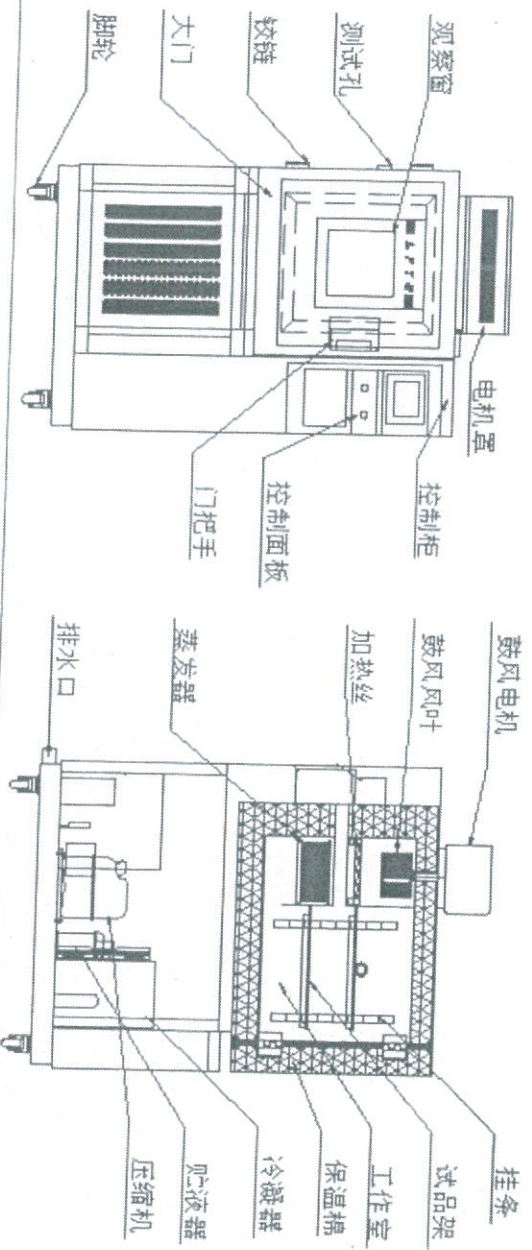 观察窗
测试孔
铰链
大门
脚轮
电机罩
控制柜
控制面板
门把手
鼓风电机
鼓风风叶
加热丝
蒸发器
排水口
挂条
试品架
工作室
保温棉
冷凝器
贮液器
压缩机